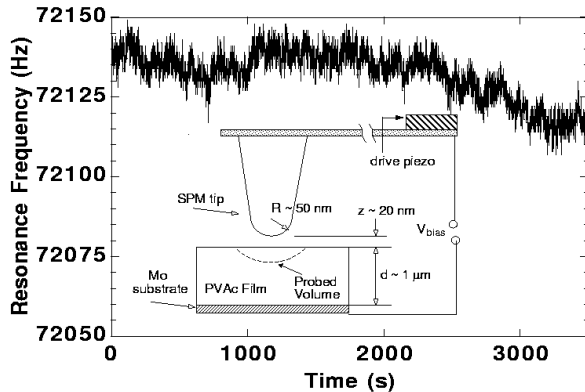 Resonance Frequency (Hz)
72150
72125
72100
72075
72050
drive piezo
SPM tip
R ~ 50 nm
z ~ 20 nm
Vbias
Mo
substrate
PVAc Film
Probed
Volume
d ~ 1 μm
0 1000 2000 3000
Time (s)